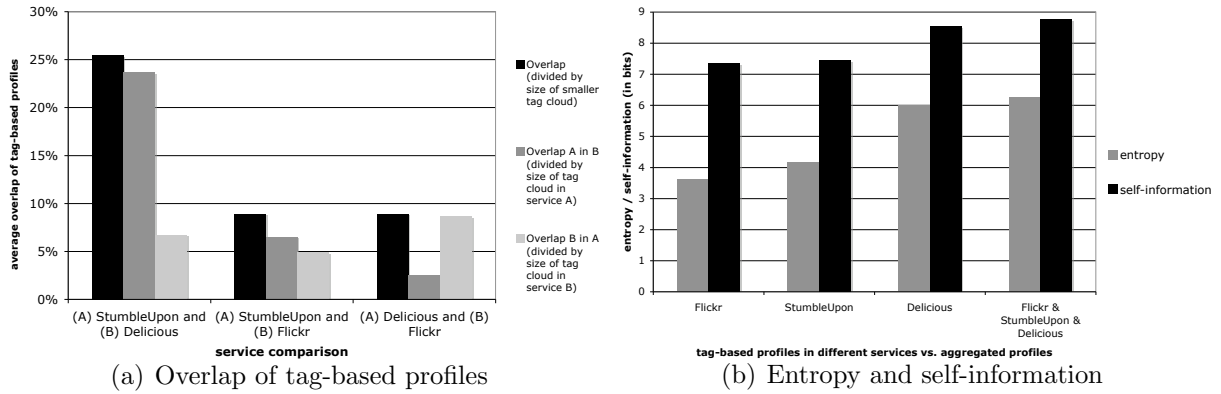 30%
25%
20%
15%
10%
5%
0%
average overlap of tag-based profiles
(A) StumbleUpon and
(B) Delicious
(A) StumbleUpon and
(B) Flickr
(A) Delicious and (B)
Flickr
service comparison
Overlap
(divided by
size of smaller
tag cloud)
Overlap A in B
(divided by
size of tag
cloud in
service A)
Overlap B in A
(divided by
size of tag
cloud in
service B)
(a) Overlap of tag-based profiles
9
8
7
6
5
4
3
2
1
0
entropy / self-information (in bits)
Flickr
StumbleUpon
Delicious
Flickr &
StumbleUpon &
Delicious
tag-based profiles in different services vs. aggregated profiles
entropy
self-information
(b) Entropy and self-information